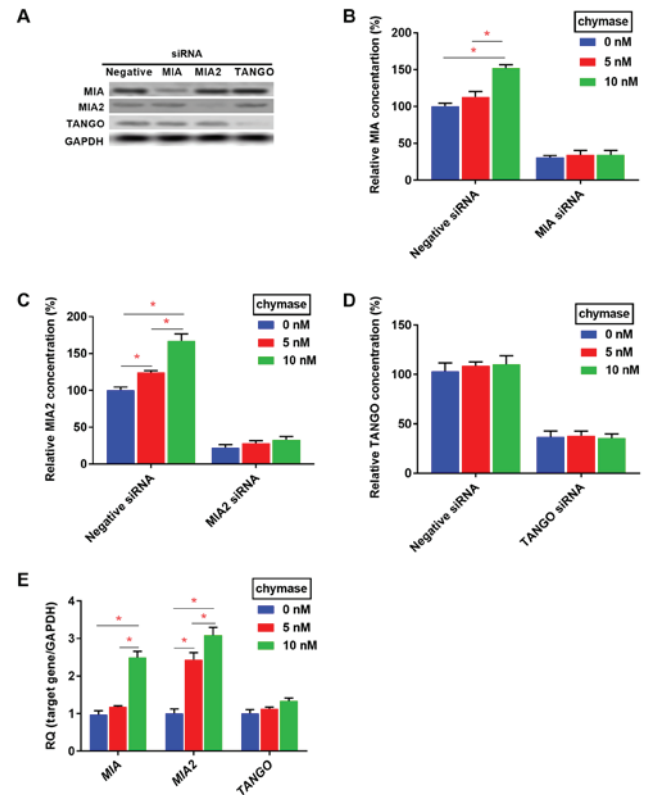 A
siRNA
Negative MIA MIA2 TANGO
MIA
MIA2
TANGO
GAPDH
B
chymase
0 nM
5 nM
10 nM
Relative MIA concentartion (%)
200
150
100
50
0
*
*
Negative siRNA
MIA siRNA
C
chymase
0 nM
5 nM
10 nM
Relative MIA2 concentration (%)
200
150
100
50
0
*
*
*
Negative siRNA
MIA2 siRNA
D
chymase
0 nM
5 nM
10 nM
Relative TANGO concentration (%)
150
100
50
0
Negative siRNA
TANGO siRNA
E
chymase
0 nM
5 nM
10 nM
RQ (target gene/GAPDH)
4
3
2
1
0
*
*
*
*
*
MIA
MIA2
TANGO